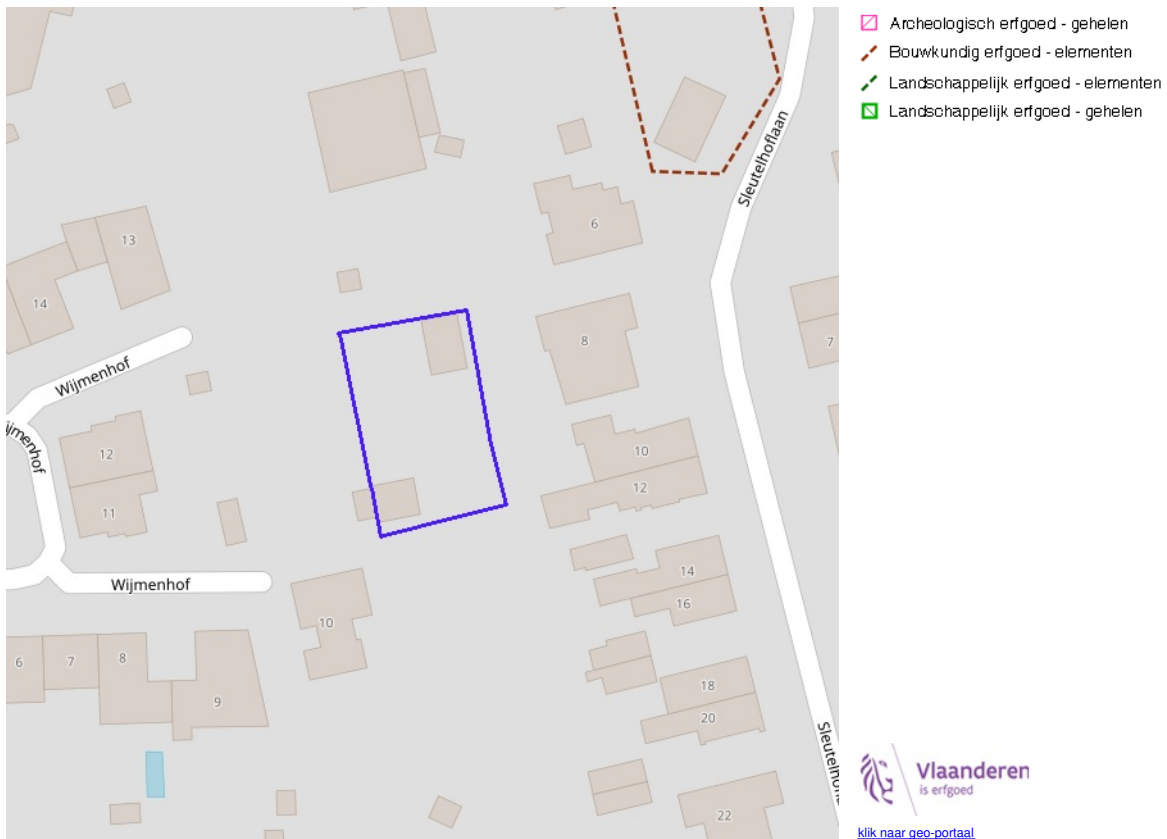 Archeologisch erfgoed - gehelen
Bouwkundig erfgoed - elementen
Landschappelijk erfgoed - elementen
Landschappelijk erfgoed - gehelen
Sleutelhoflaan
6
13
14
8
7
Wijmenhof
Wijmenhof
12
11
10
12
Wijmenhof
14
16
10
6
7
8
9
18
20
22
Sleutelhofl
Vlaanderen
is erfgoed
klik naar geo-portaal